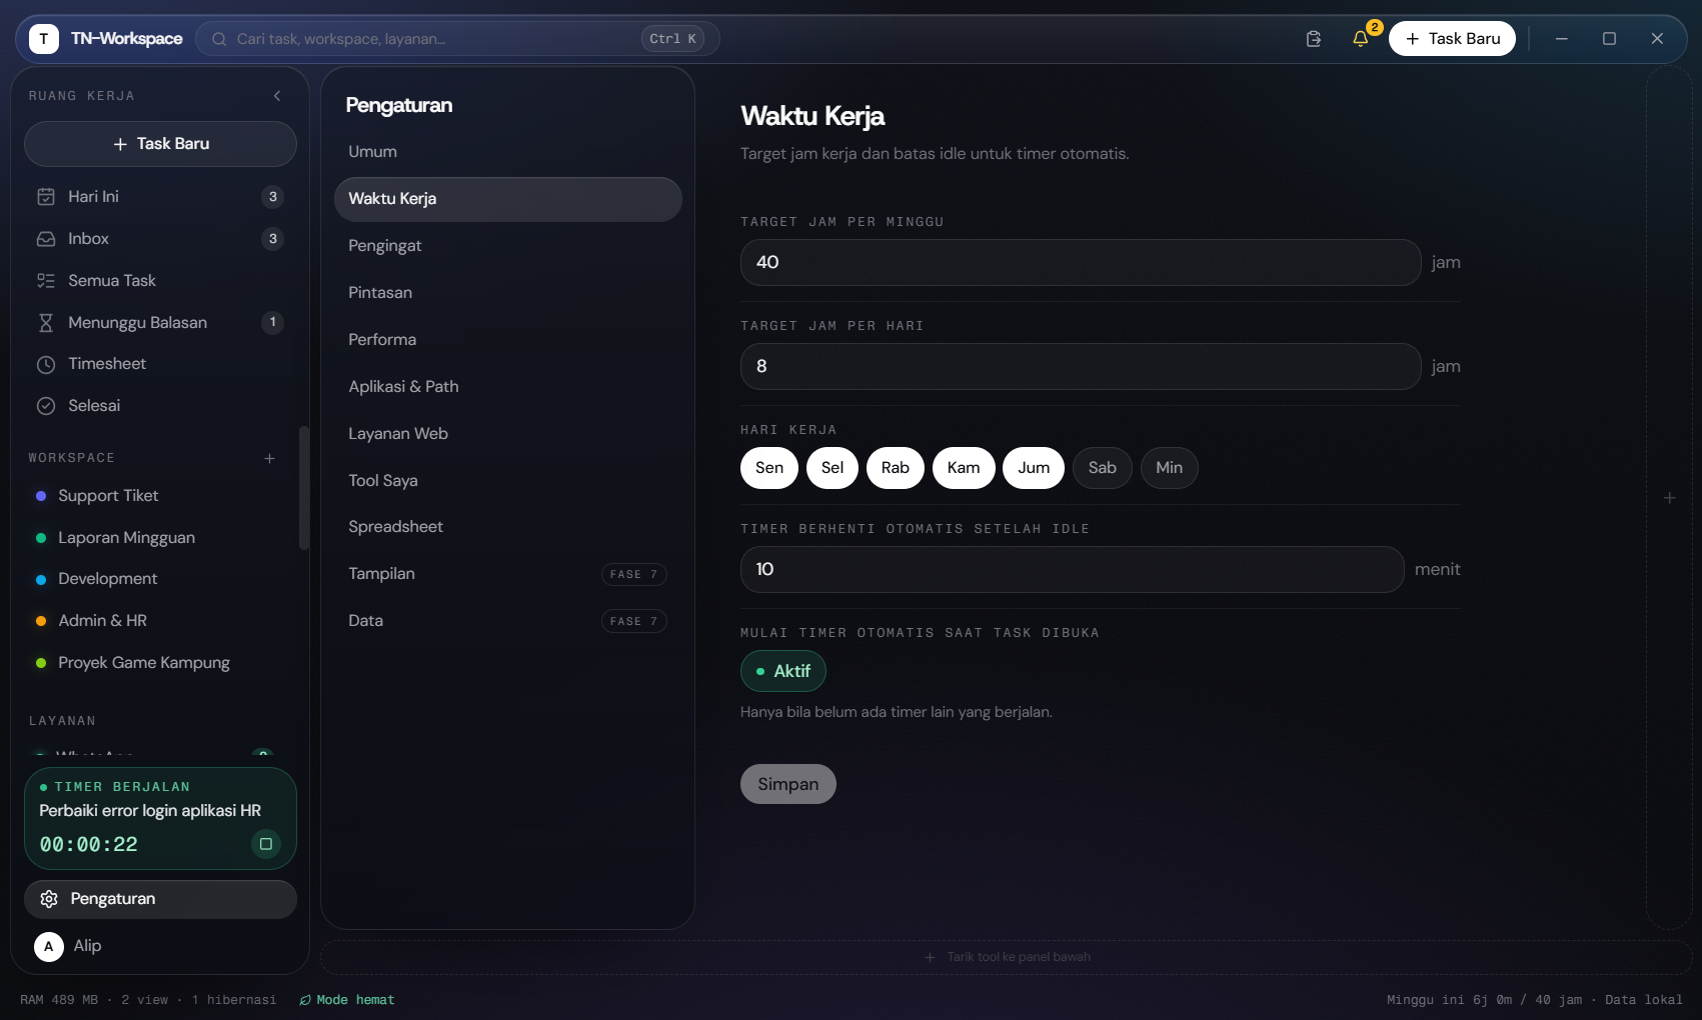 T
TN-Workspace
Cari task, workspace, layanan…
Ctrl K
2
Task Baru
RUANG KERJA
Task Baru
Hari Ini 3
Inbox 3
Semua Task
Menunggu Balasan 1
Timesheet
Selesai
WORKSPACE
Support Tiket
Laporan Mingguan
Development
Admin & HR
Proyek Game Kampung
LAYANAN
TIMER BERJALAN
Perbaiki error login aplikasi HR
00:00:22
Pengaturan
A Alip
Pengaturan
Umum
Waktu Kerja
Pengingat
Pintasan
Performa
Aplikasi & Path
Layanan Web
Tool Saya
Spreadsheet
Tampilan FASE 7
Data FASE 7
Waktu Kerja
Target jam kerja dan batas idle untuk timer otomatis.
TARGET JAM PER MINGGU
40 jam
TARGET JAM PER HARI
8 jam
HARI KERJA
Sen Sel Rab Kam Jum Sab Min
TIMER BERHENTI OTOMATIS SETELAH IDLE
10 menit
MULAI TIMER OTOMATIS SAAT TASK DIBUKA
Aktif
Hanya bila belum ada timer lain yang berjalan.
Simpan
Tarik tool ke panel bawah
RAM 489 MB · 2 view · 1 hibernasi Mode hemat
Minggu ini 6j 0m / 40 jam · Data lokal